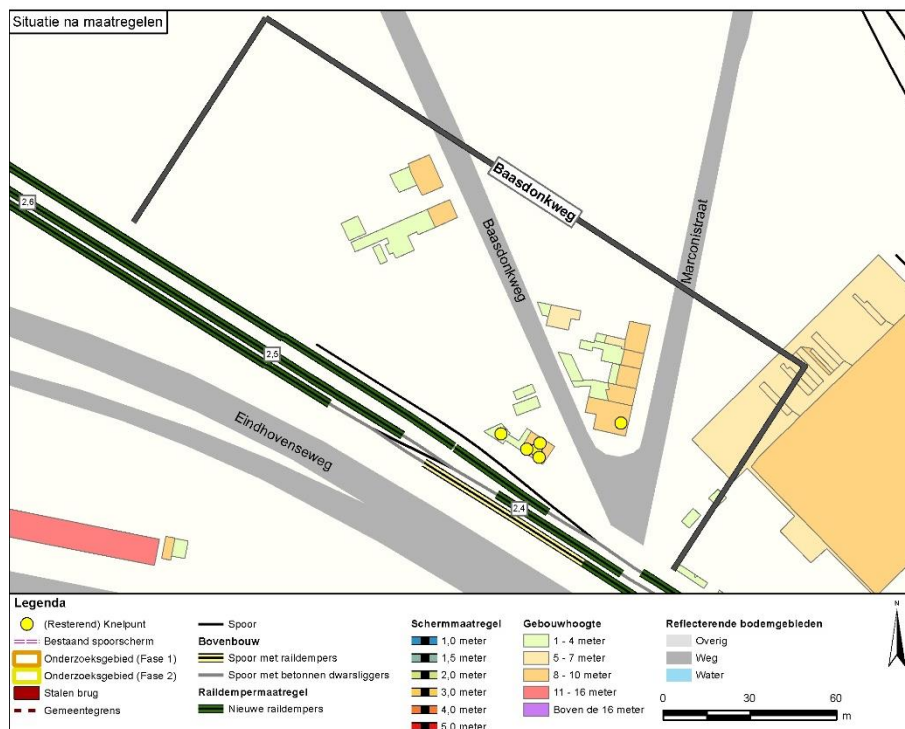 Situatie na maatregelen
Baasdonkweg
Marconistraat
Baasdonkweg
2,6
2,5
2,4
Eindhovenseweg
Legenda
(Resterend) Knelpunt
Bestaand spoorscherm
Onderzoeksgebied (Fase 1)
Onderzoeksgebied (Fase 2)
Stalen brug
Gemeentegrens
Spoor
Bovenbouw
Spoor met raildempers
Spoor met betonnen dwarsliggers
Raildempermaatregel
Nieuwe raildempers
Schermmaatregel
1,0 meter
1,5 meter
2,0 meter
3,0 meter
4,0 meter
5,0 meter
Gebouwhoogte
1 - 4 meter
5 - 7 meter
8 - 10 meter
11 - 16 meter
Boven de 16 meter
Reflecterende bodemgebieden
Overig
Weg
Water
N
0 30 60
m